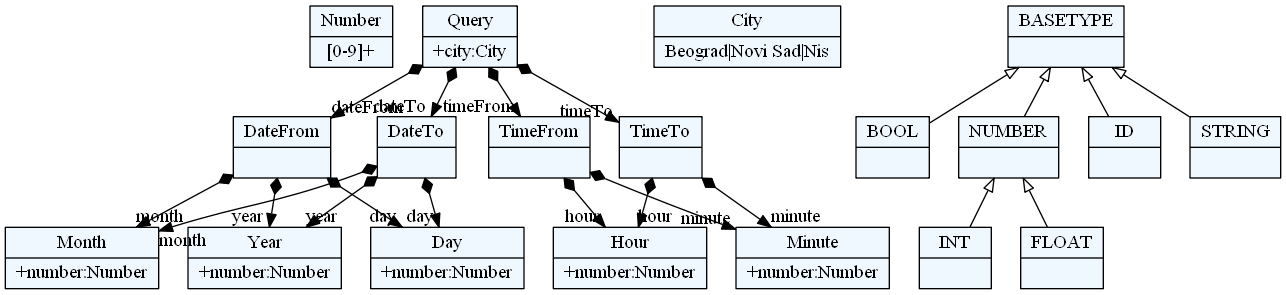 Number
[0-9]+
Query
+city:City
City
Beograd|Novi Sad|Nis
BASETYPE
dateFrom
dateTo
timeFrom
timeTo
DateFrom
DateTo
TimeFrom
TimeTo
BOOL
NUMBER
ID
STRING
month
month
year
year
day
day
hour
hour
minute
minute
Month
+number:Number
Year
+number:Number
Day
+number:Number
Hour
+number:Number
Minute
+number:Number
INT
FLOAT